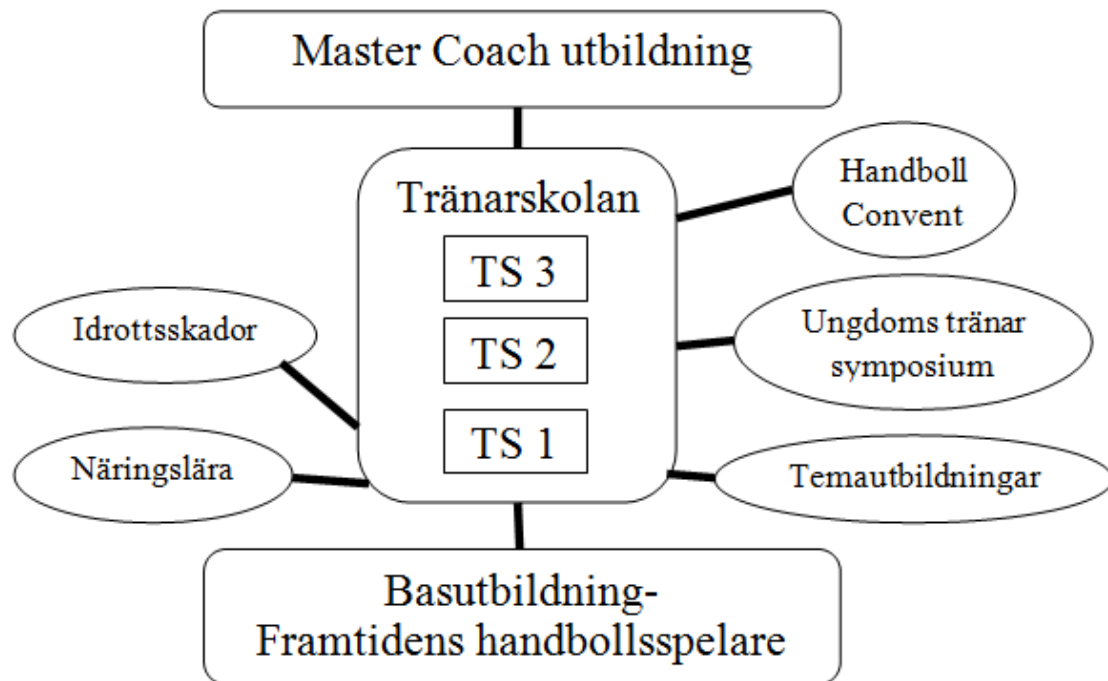 Master Coach utbildning
Tränarskolan
TS 3
TS 2
TS 1
Idrottsskador
Näringslära
Handboll
Convent
Ungdoms tränar
symposium
Temautbildningar
Basutbildning-
Framtidens handbollsspelare